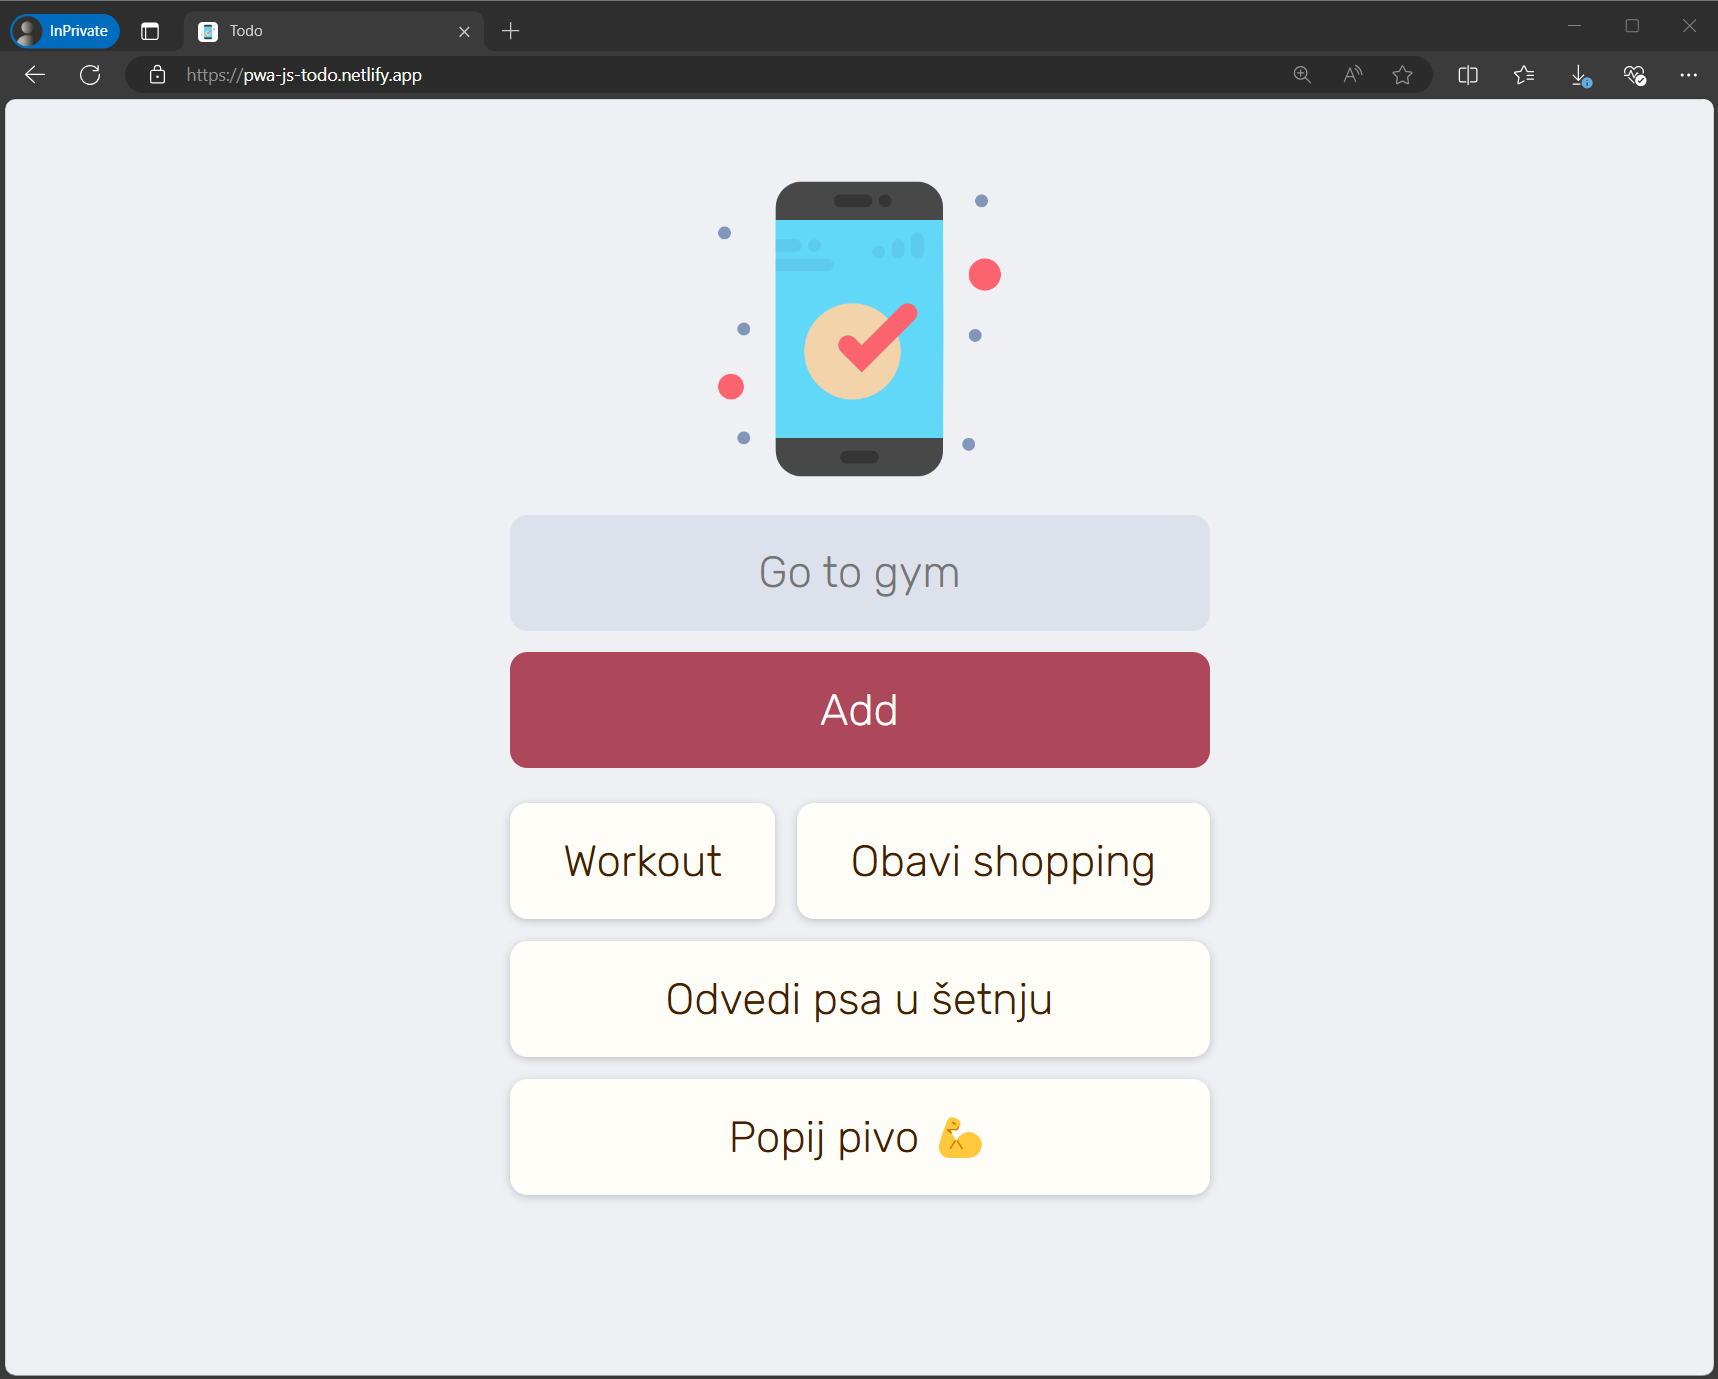 InPrivate
Todo
https://pwa-js-todo.netlify.app
Go to gym
Add
Workout
Obavi shopping
Odvedi psa u šetnju
Popij pivo 💪